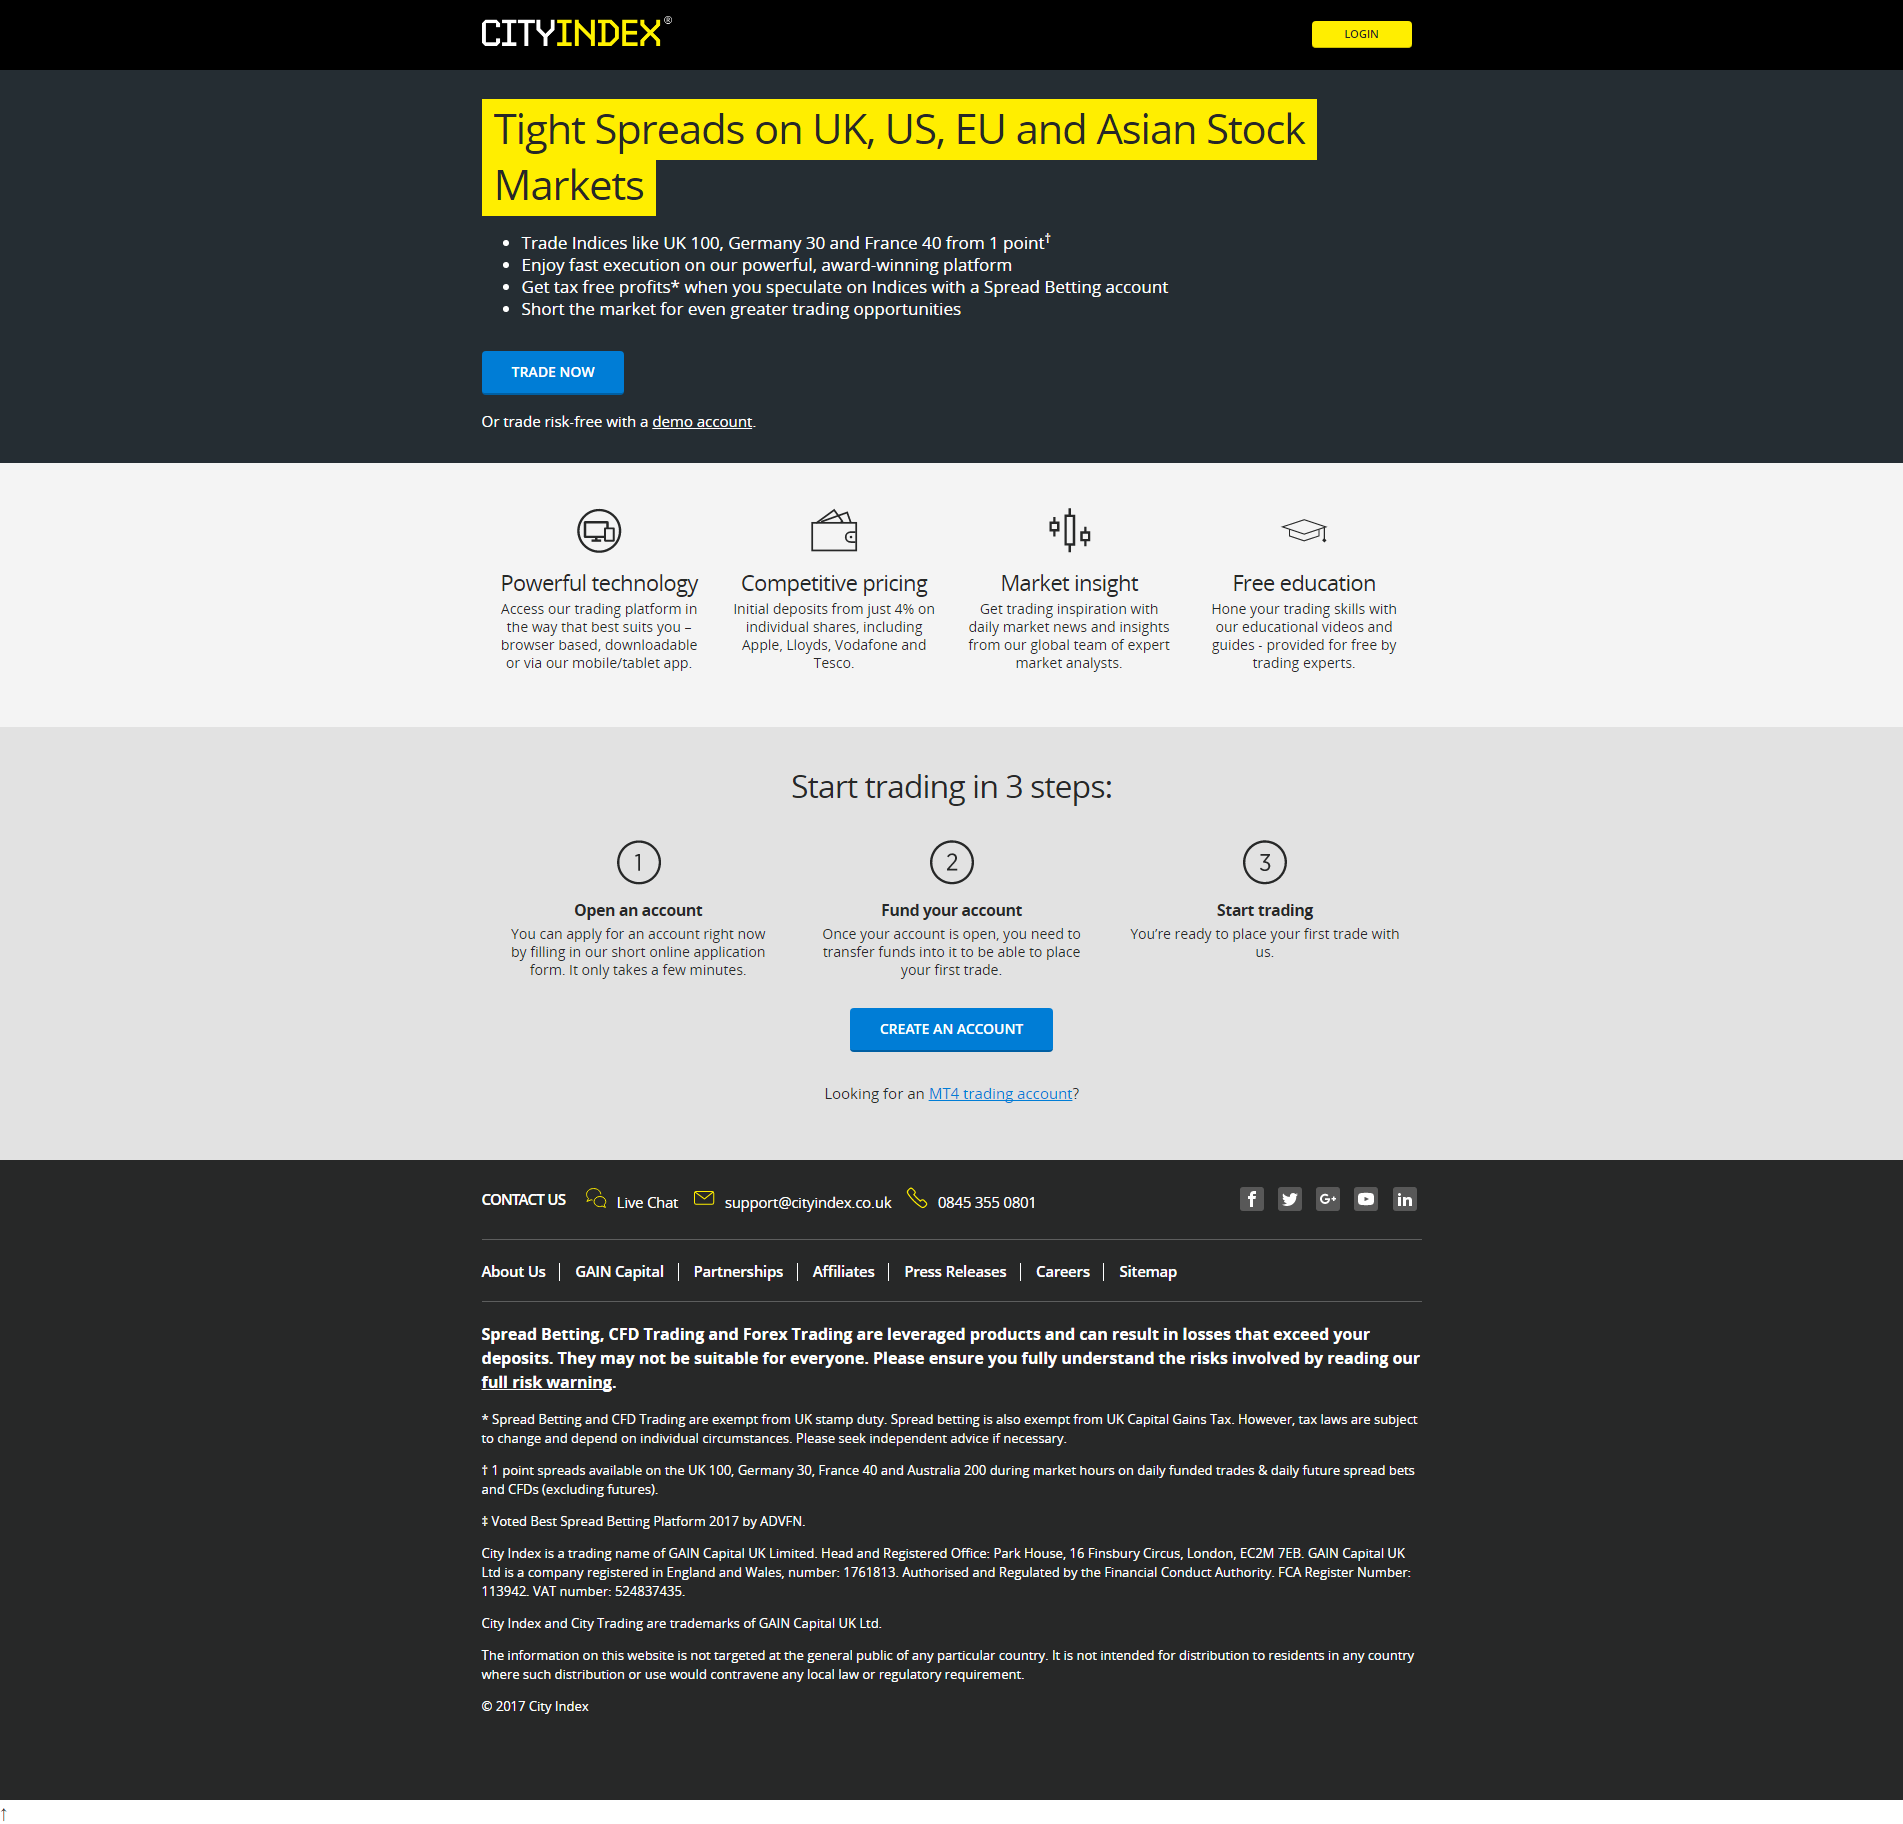 CITYINDEX®
LOGIN
Tight Spreads on UK, US, EU and Asian Stock
Markets
• Trade Indices like UK 100, Germany 30 and France 40 from 1 point†
• Enjoy fast execution on our powerful, award-winning platform
• Get tax free profits* when you speculate on Indices with a Spread Betting account
• Short the market for even greater trading opportunities
TRADE NOW
Or trade risk-free with a demo account.
Powerful technology
Access our trading platform in
the way that best suits you –
browser based, downloadable
or via our mobile/tablet app.
Competitive pricing
Initial deposits from just 4% on
individual shares, including
Apple, Lloyds, Vodafone and
Tesco.
Market insight
Get trading inspiration with
daily market news and insights
from our global team of expert
market analysts.
Free education
Hone your trading skills with
our educational videos and
guides - provided for free by
trading experts.
Start trading in 3 steps:
1
Open an account
You can apply for an account right now
by filling in our short online application
form. It only takes a few minutes.
2
Fund your account
Once your account is open, you need to
transfer funds into it to be able to place
your first trade.
3
Start trading
You’re ready to place your first trade with
us.
CREATE AN ACCOUNT
Looking for an MT4 trading account?
CONTACT US Live Chat support@cityindex.co.uk 0845 355 0801
f G+ in
About Us | GAIN Capital | Partnerships | Affiliates | Press Releases | Careers | Sitemap
Spread Betting, CFD Trading and Forex Trading are leveraged products and can result in losses that exceed your
deposits. They may not be suitable for everyone. Please ensure you fully understand the risks involved by reading our
full risk warning.
* Spread Betting and CFD Trading are exempt from UK stamp duty. Spread betting is also exempt from UK Capital Gains Tax. However, tax laws are subject
to change and depend on individual circumstances. Please seek independent advice if necessary.
† 1 point spreads available on the UK 100, Germany 30, France 40 and Australia 200 during market hours on daily funded trades & daily future spread bets
and CFDs (excluding futures).
‡ Voted Best Spread Betting Platform 2017 by ADVFN.
City Index is a trading name of GAIN Capital UK Limited. Head and Registered Office: Park House, 16 Finsbury Circus, London, EC2M 7EB. GAIN Capital UK
Ltd is a company registered in England and Wales, number: 1761813. Authorised and Regulated by the Financial Conduct Authority. FCA Register Number:
113942. VAT number: 524837435.
City Index and City Trading are trademarks of GAIN Capital UK Ltd.
The information on this website is not targeted at the general public of any particular country. It is not intended for distribution to residents in any country
where such distribution or use would contravene any local law or regulatory requirement.
© 2017 City Index
↑